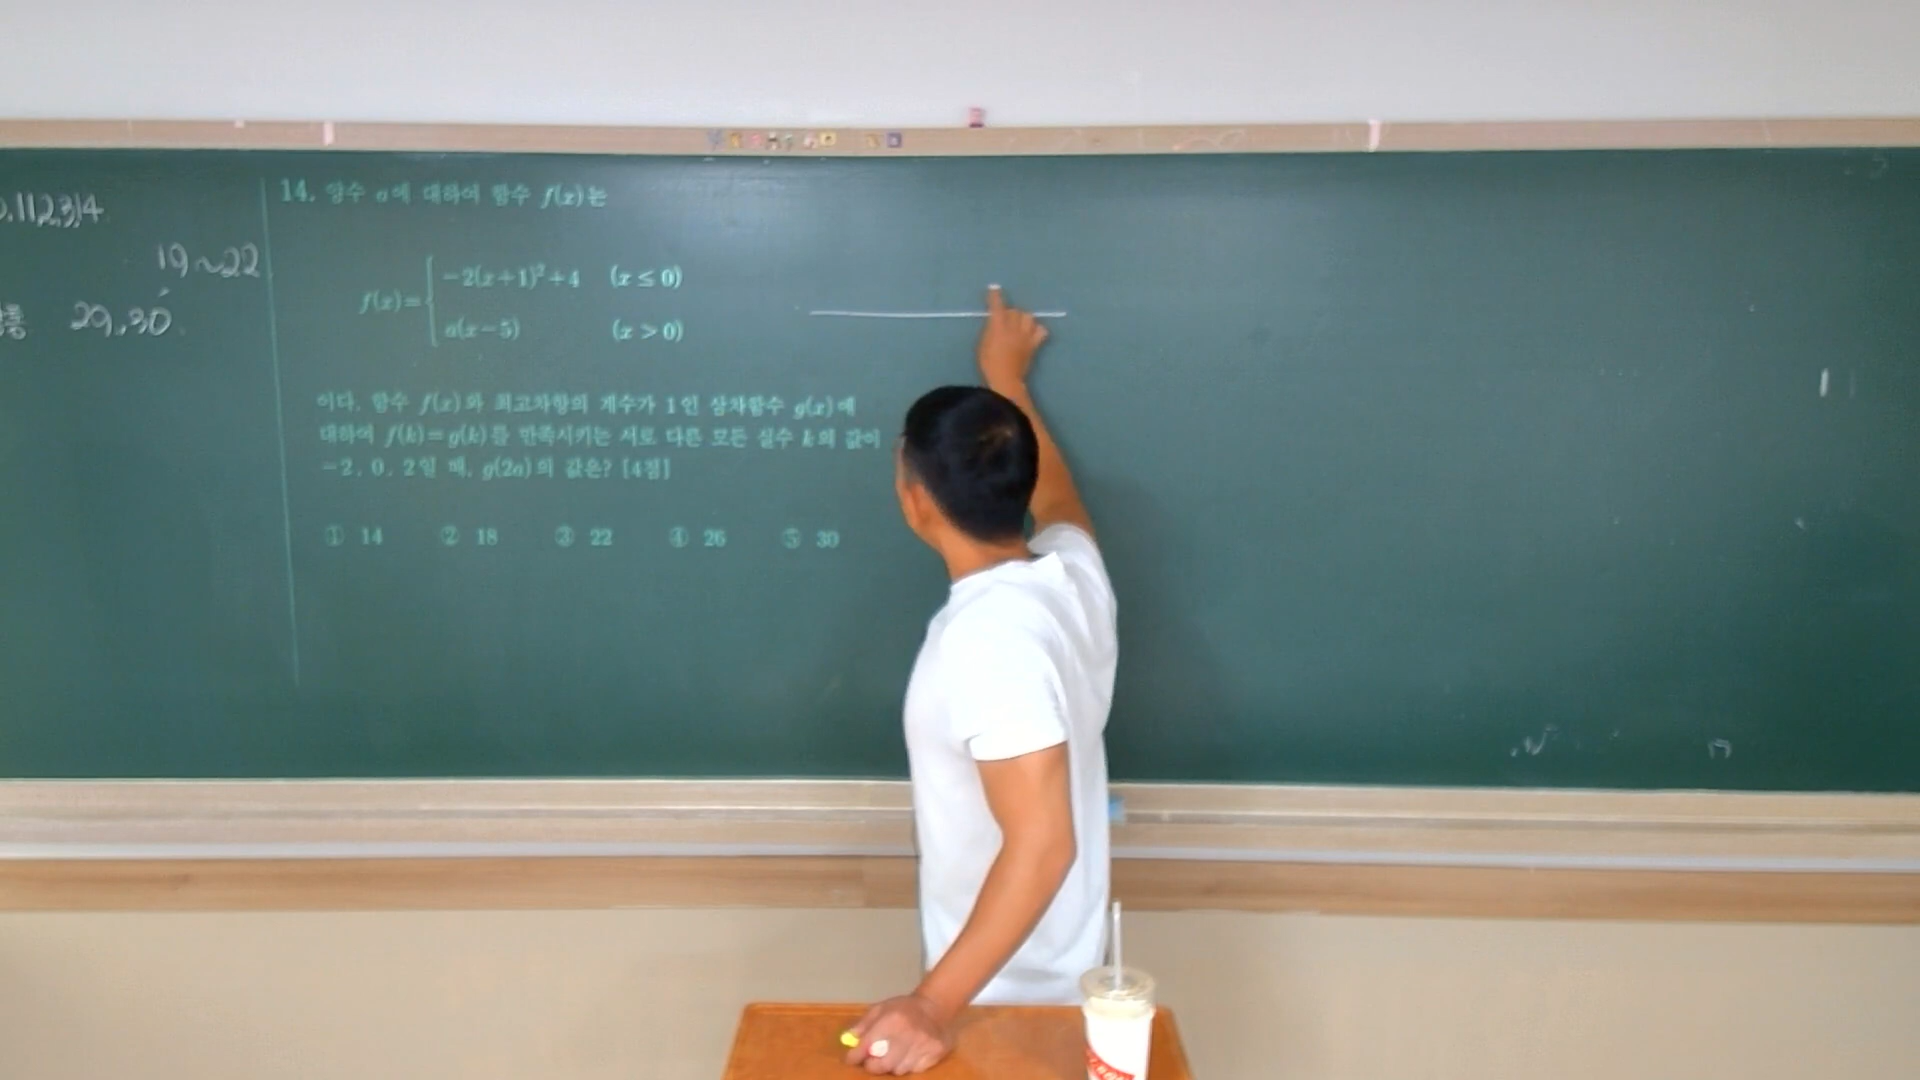 0.112,3,14
19~22
29,30
14. 양수 a에 대하여 함수 f(x)는
f(x)={ -2(x+1)²+4 (x ≤ 0)
a(x-5) (x > 0)
이다. 함수 f(x)와 최고차항의 계수가 1인 삼차함수 g(x)에
대하여 f(k)=g(k)를 만족시키는 서로 다른 모든 실수 k의 값이
-2, 0, 2일 때, g(2a)의 값은? [4점]
① 14 ② 18 ③ 22 ④ 26 ⑤ 30